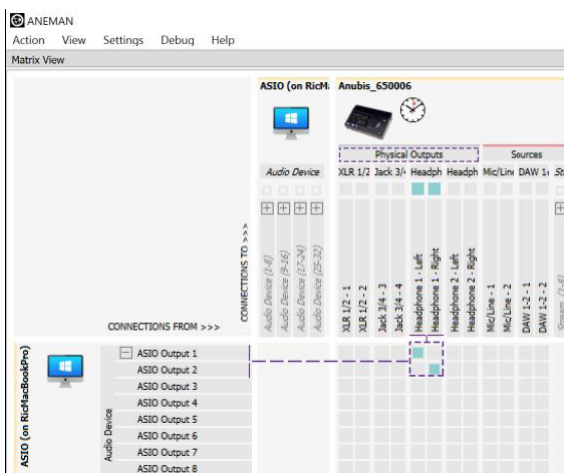 ANEMAN
Action View Settings Debug Help
Matrix View
ASIO (on RicM
Anubis_650006
Physical Outputs
Sources
Audio Device
XLR 1/2 Jack 3/4 Headph Headph Mic/Line DAW 1
CONNECTIONS TO >>>
Audio Device (1-8)
Audio Device (9-16)
Audio Device (17-24)
Audio Device (25-32)
XLR 1/2 - 1
XLR 1/2 - 2
Jack 3/4 - 3
Jack 3/4 - 4
Headphone 1 - Left
Headphone 1 - Right
Headphone 2 - Left
Headphone 2 - Right
Mic/Line - 1
Mic/Line - 2
DAW 1-2 - 1
DAW 1-2 - 2
Stream (1-8)
CONNECTIONS FROM >>>
ASIO (on RicMacBookPro)
Audio Device
ASIO Output 1
ASIO Output 2
ASIO Output 3
ASIO Output 4
ASIO Output 5
ASIO Output 6
ASIO Output 7
ASIO Output 8